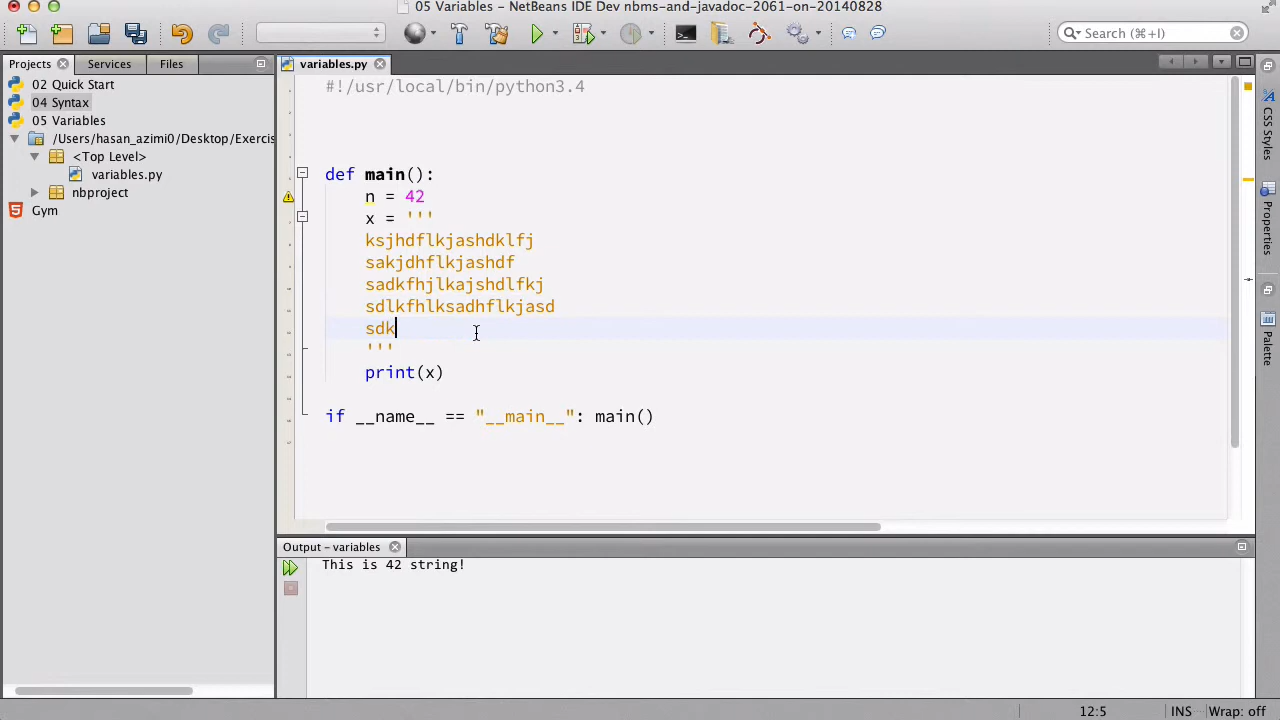 05 Variables - NetBeans IDE Dev nbms-and-javadoc-2061-on-20140828
Search (⌘+I)
Projects
Services
Files
variables.py
02 Quick Start
04 Syntax
05 Variables
/Users/hasan_azimi0/Desktop/Exercis
<Top Level>
variables.py
nbproject
Gym
#!/usr/local/bin/python3.4
def main():
n = 42
x = '''
ksjhdflkjashdklfj
sakjdhflkjashdf
sadkfhjlkajshdlfkj
sdlkfhlksadhflkjasd
sdk
'''
print(x)
if __name__ == "__main__": main()
CSS Styles
Properties
Palette
Output – variables
This is 42 string!
12:5
INS
Wrap: off